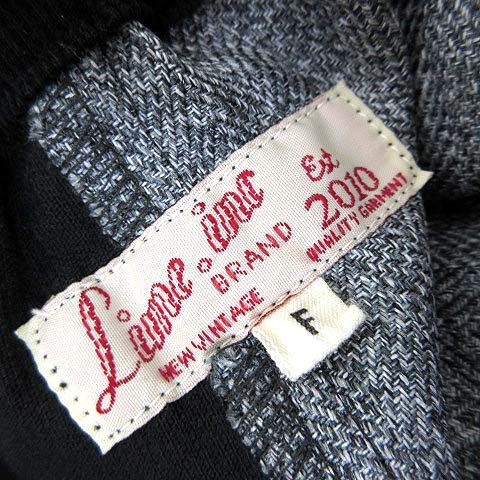 Lime.inc
BRAND
NEW VINTAGE
Est
2010
QUALITY GARMENT
F